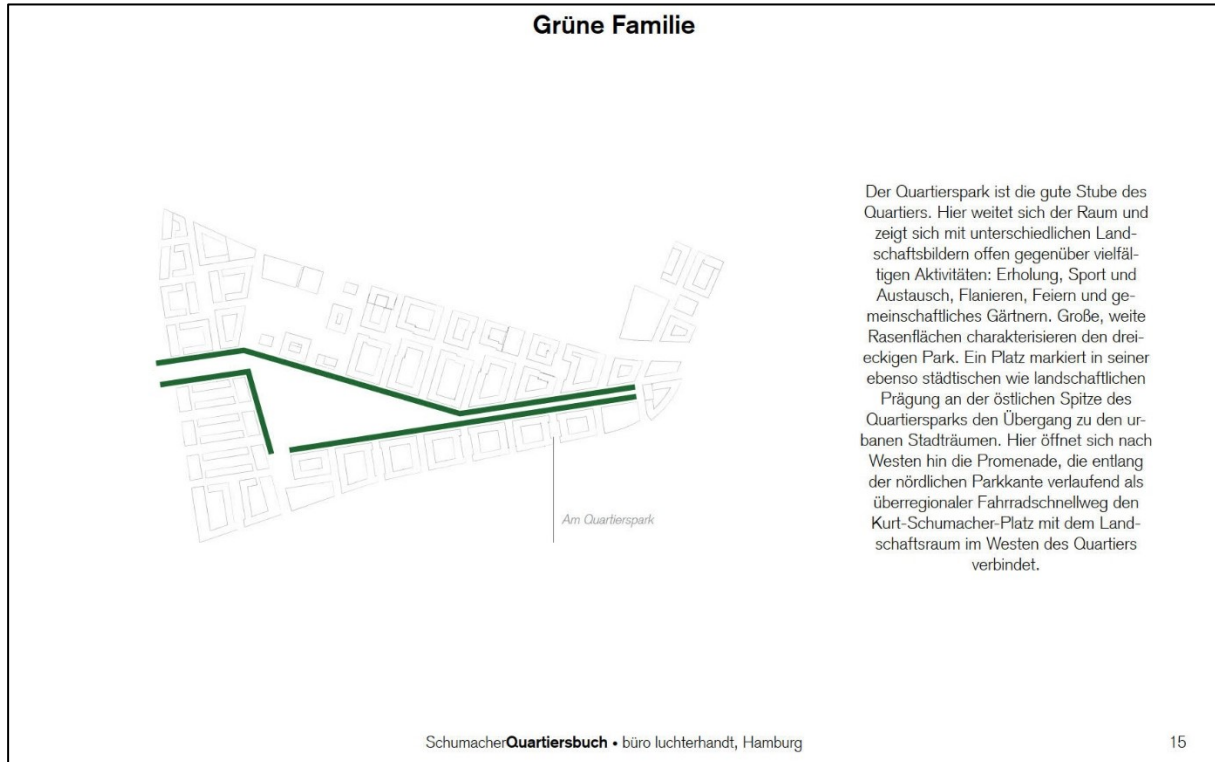 Grüne Familie
Am Quartierspark
Der Quartierspark ist die gute Stube des
Quartiers. Hier weitet sich der Raum und
zeigt sich mit unterschiedlichen Land-
schaftsbildern offen gegenüber vielfäl-
tigen Aktivitäten: Erholung, Sport und
Austausch, Flanieren, Feiern und ge-
meinschaftliches Gärtnern. Große, weite
Rasenflächen charakterisieren den drei-
eckigen Park. Ein Platz markiert in seiner
ebenso städtischen wie landschaftlichen
Prägung an der östlichen Spitze des
Quartiersparks den Übergang zu den ur-
banen Stadträumen. Hier öffnet sich nach
Westen hin die Promenade, die entlang
der nördlichen Parkkante verlaufend als
überregionaler Fahrradschnellweg den
Kurt-Schumacher-Platz mit dem Land-
schaftsraum im Westen des Quartiers
verbindet.
SchumacherQuartiersbuch • büro luchterhandt, Hamburg
15